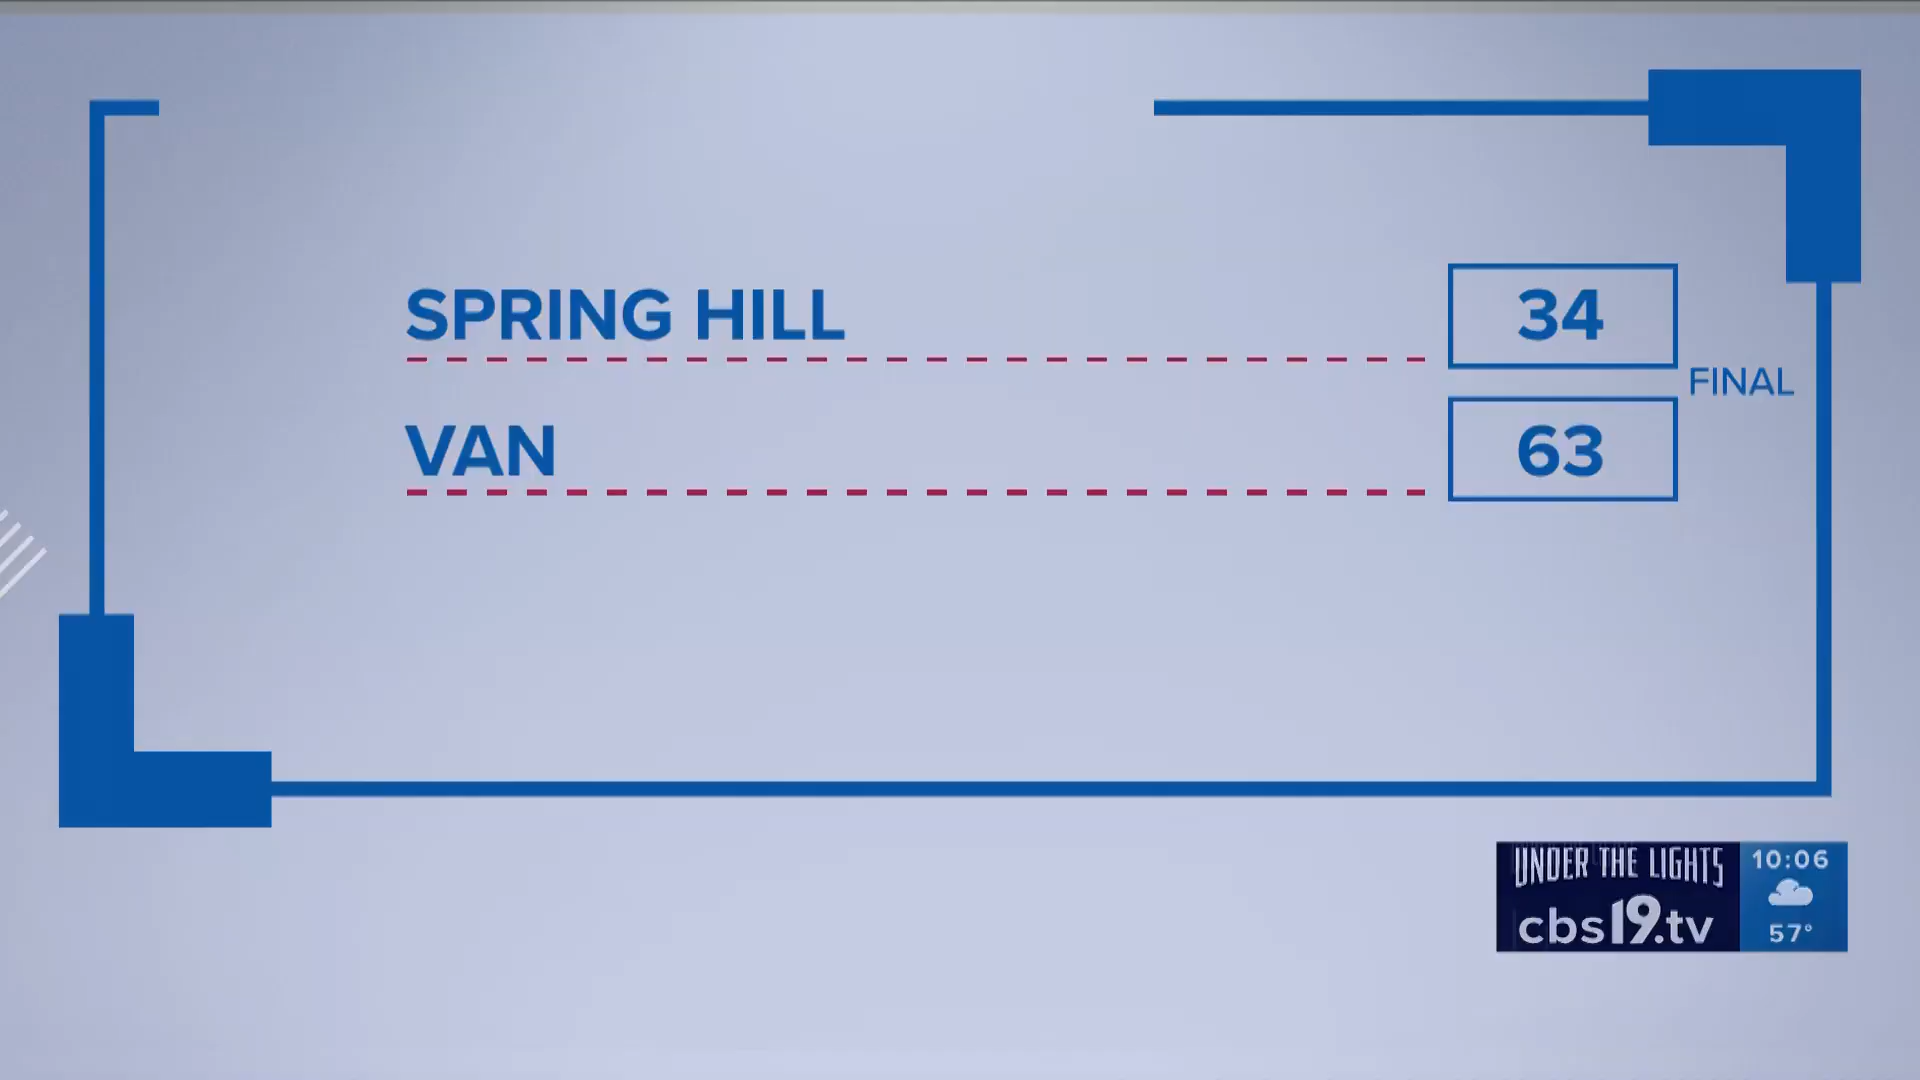 SPRING HILL 34
FINAL
VAN 63
UNDER THE LIGHTS 10:06
cbs19.tv 57°